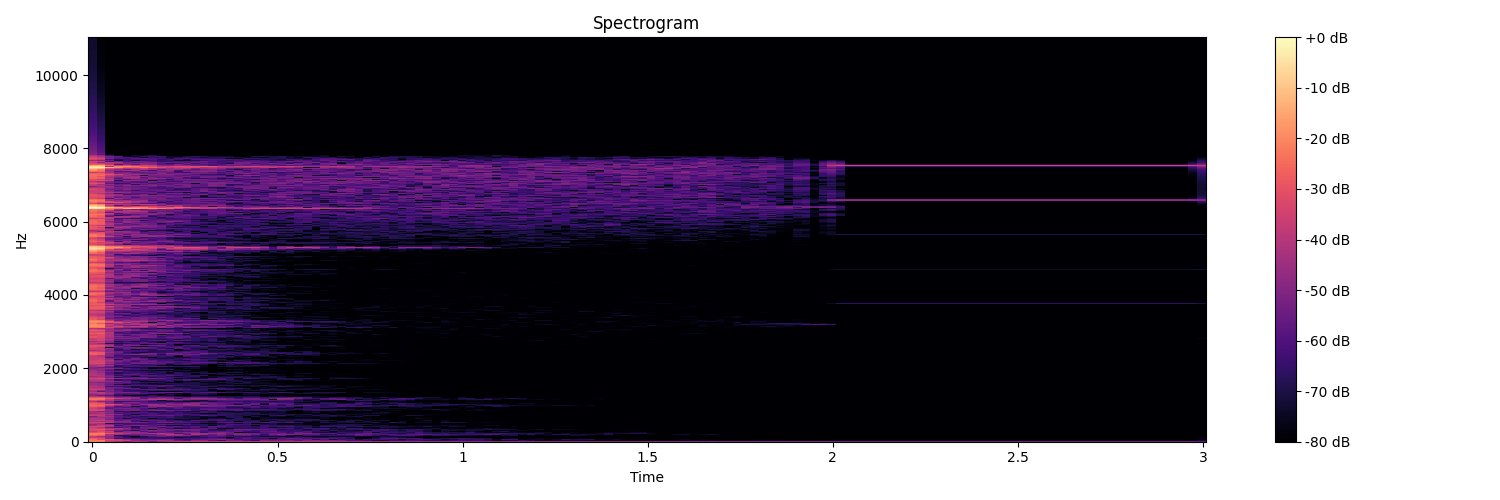 Spectrogram
Hz
10000
8000
6000
4000
2000
0
0 0.5 1 1.5 2 2.5 3
Time
+0 dB
-10 dB
-20 dB
-30 dB
-40 dB
-50 dB
-60 dB
-70 dB
-80 dB